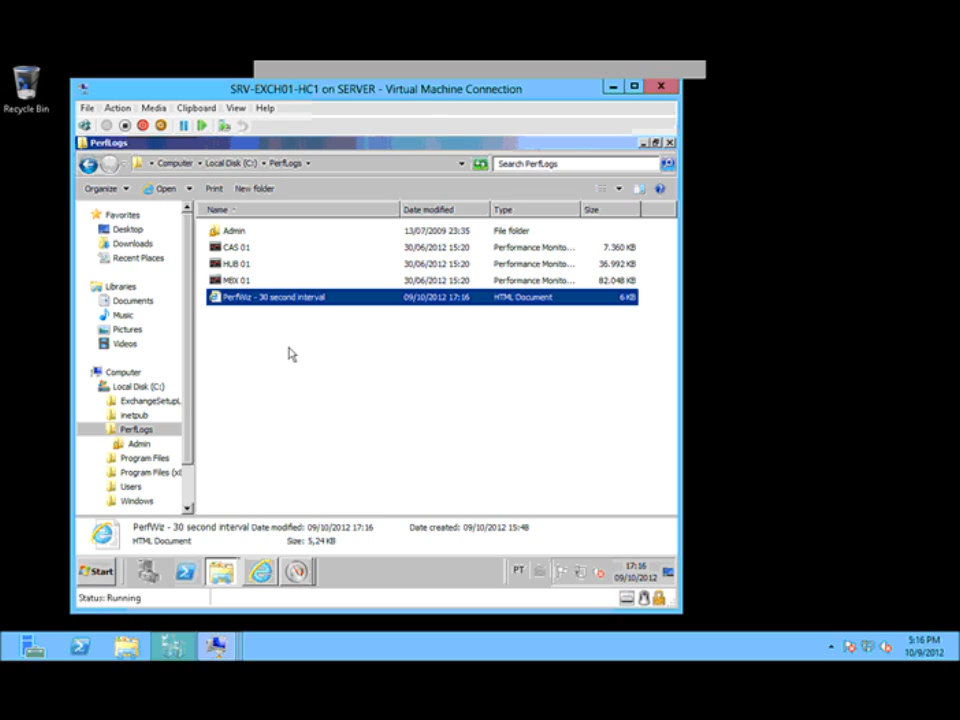 Recycle Bin
SRV-EXCH01-HC1 on SERVER - Virtual Machine Connection
File Action Media Clipboard View Help
PerfLogs
Computer Local Disk (C:) PerfLogs Search PerfLogs
Organize Open Print New folder
Name Date modified Type Size
Admin 13/07/2009 23:35 File folder
CAS 01 30/06/2012 15:20 Performance Monito... 7.360 KB
HUB 01 30/06/2012 15:20 Performance Monito... 36.992 KB
MBX 01 30/06/2012 15:20 Performance Monito... 82.048 KB
PerfWiz - 30 second interval 09/10/2012 17:16 HTML Document 6 KB
Favorites
Desktop
Downloads
Recent Places
Libraries
Documents
Music
Pictures
Videos
Computer
Local Disk (C:)
ExchangeSetupL
inetpub
PerfLogs
Admin
Program Files
Program Files (x8
Users
Windows
PerfWiz - 30 second interval Date modified: 09/10/2012 17:16 Date created: 09/10/2012 15:48
HTML Document Size: 5,24 KB
Start PT 17:16
09/10/2012
Status: Running
5:16 PM
10/9/2012